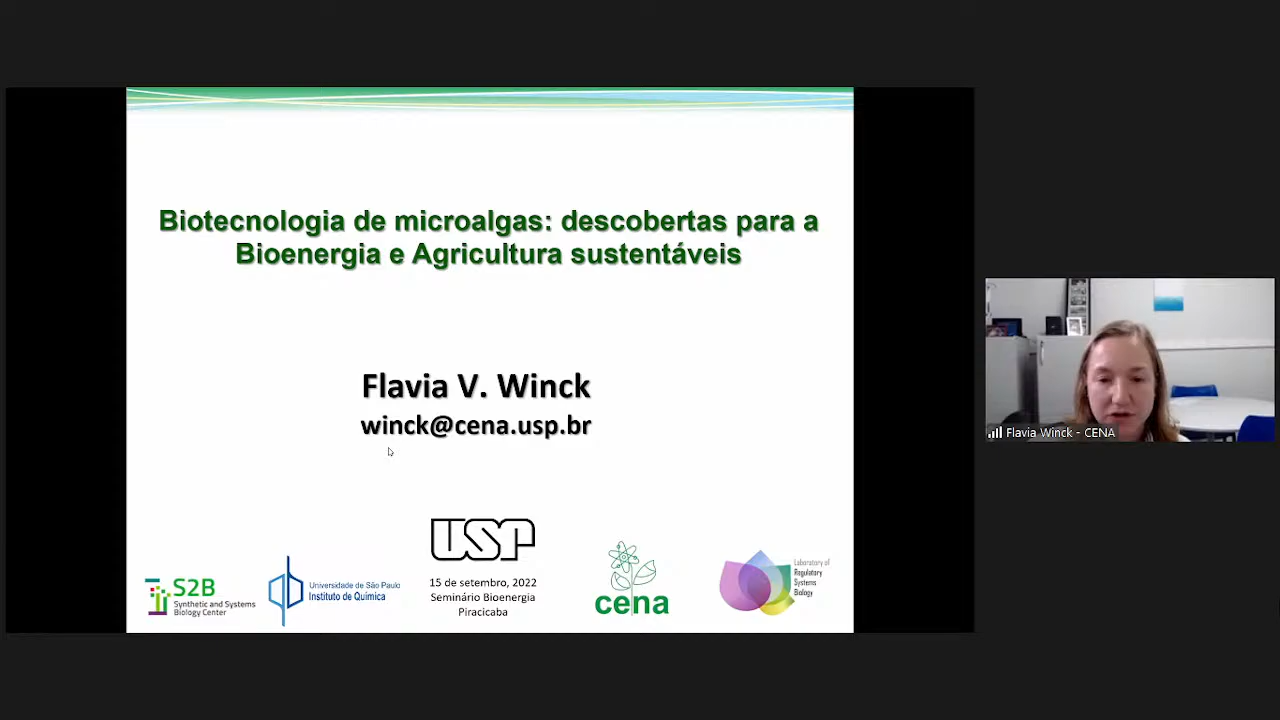 Biotecnologia de microalgas: descobertas para a
Bioenergia e Agricultura sustentáveis
Flavia V. Winck
winck@cena.usp.br
S2B
Synthetic and Systems
Biology Center
Universidade de São Paulo
Instituto de Química
USP
15 de setembro, 2022
Seminário Bioenergia
Piracicaba
cena
Laboratory of
Regulatory
Systems
Biology
Flavia Winck - CENA